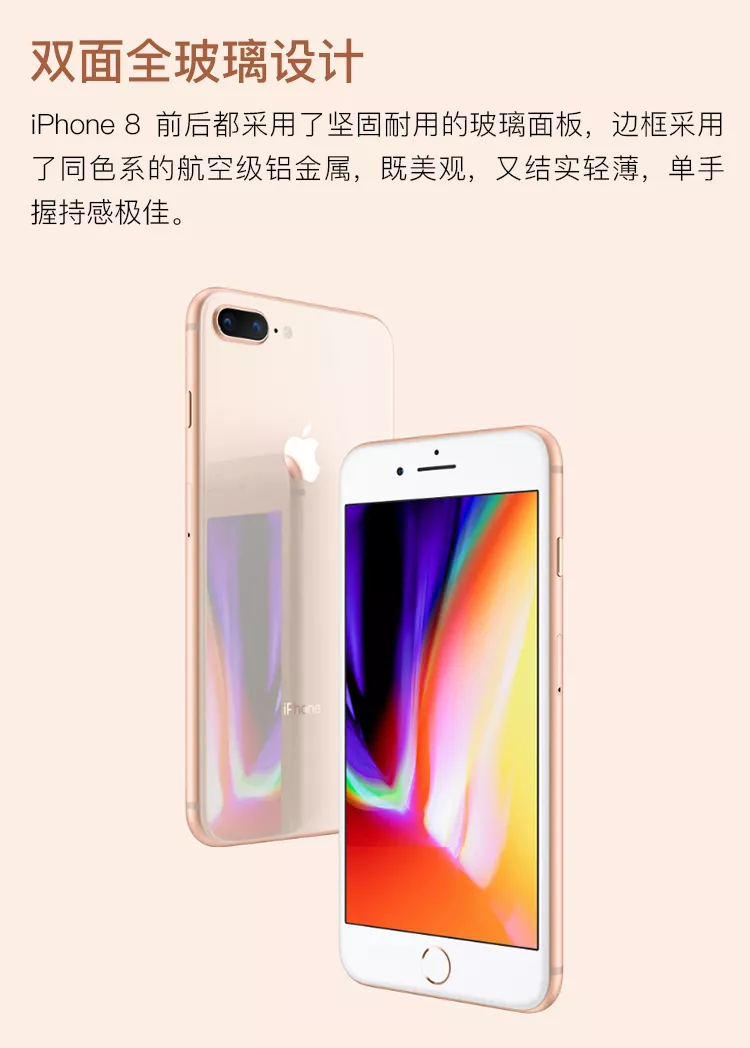 双面全玻璃设计
iPhone 8 前后都采用了坚固耐用的玻璃面板，边框采用
了同色系的航空级铝金属，既美观，又结实轻薄，单手
握持感极佳。
iPhone